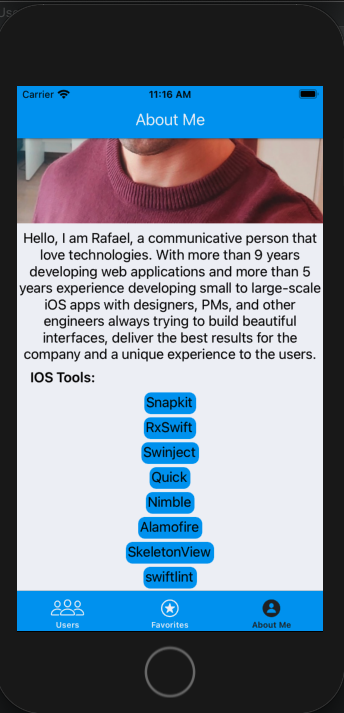 Carrier
11:16 AM
About Me
Hello, I am Rafael, a communicative person that
love technologies. With more than 9 years
developing web applications and more than 5
years experience developing small to large-scale
iOS apps with designers, PMs, and other
engineers always trying to build beautiful
interfaces, deliver the best results for the
company and a unique experience to the users.
IOS Tools:
Snapkit
RxSwift
Swinject
Quick
Nimble
Alamofire
SkeletonView
swiftlint
Users
Favorites
About Me